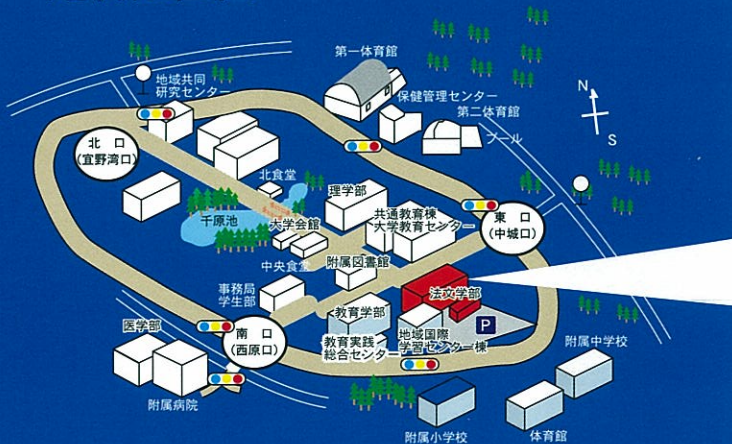 第一体育館
地域共同
研究センター
保健管理センター
第二体育館
プール
N
S
北 口
(宜野湾口)
北食堂
理学部
千原池
大学会館
共通教育棟
大学教育センター
東 口
(中城口)
中央食堂
附属図書館
事務局
学生部
法文学部
教育学部
P
医学部
南 口
(西原口)
教育実践
総合センター
地域国際
学習センター棟
附属中学校
附属病院
附属小学校
体育館